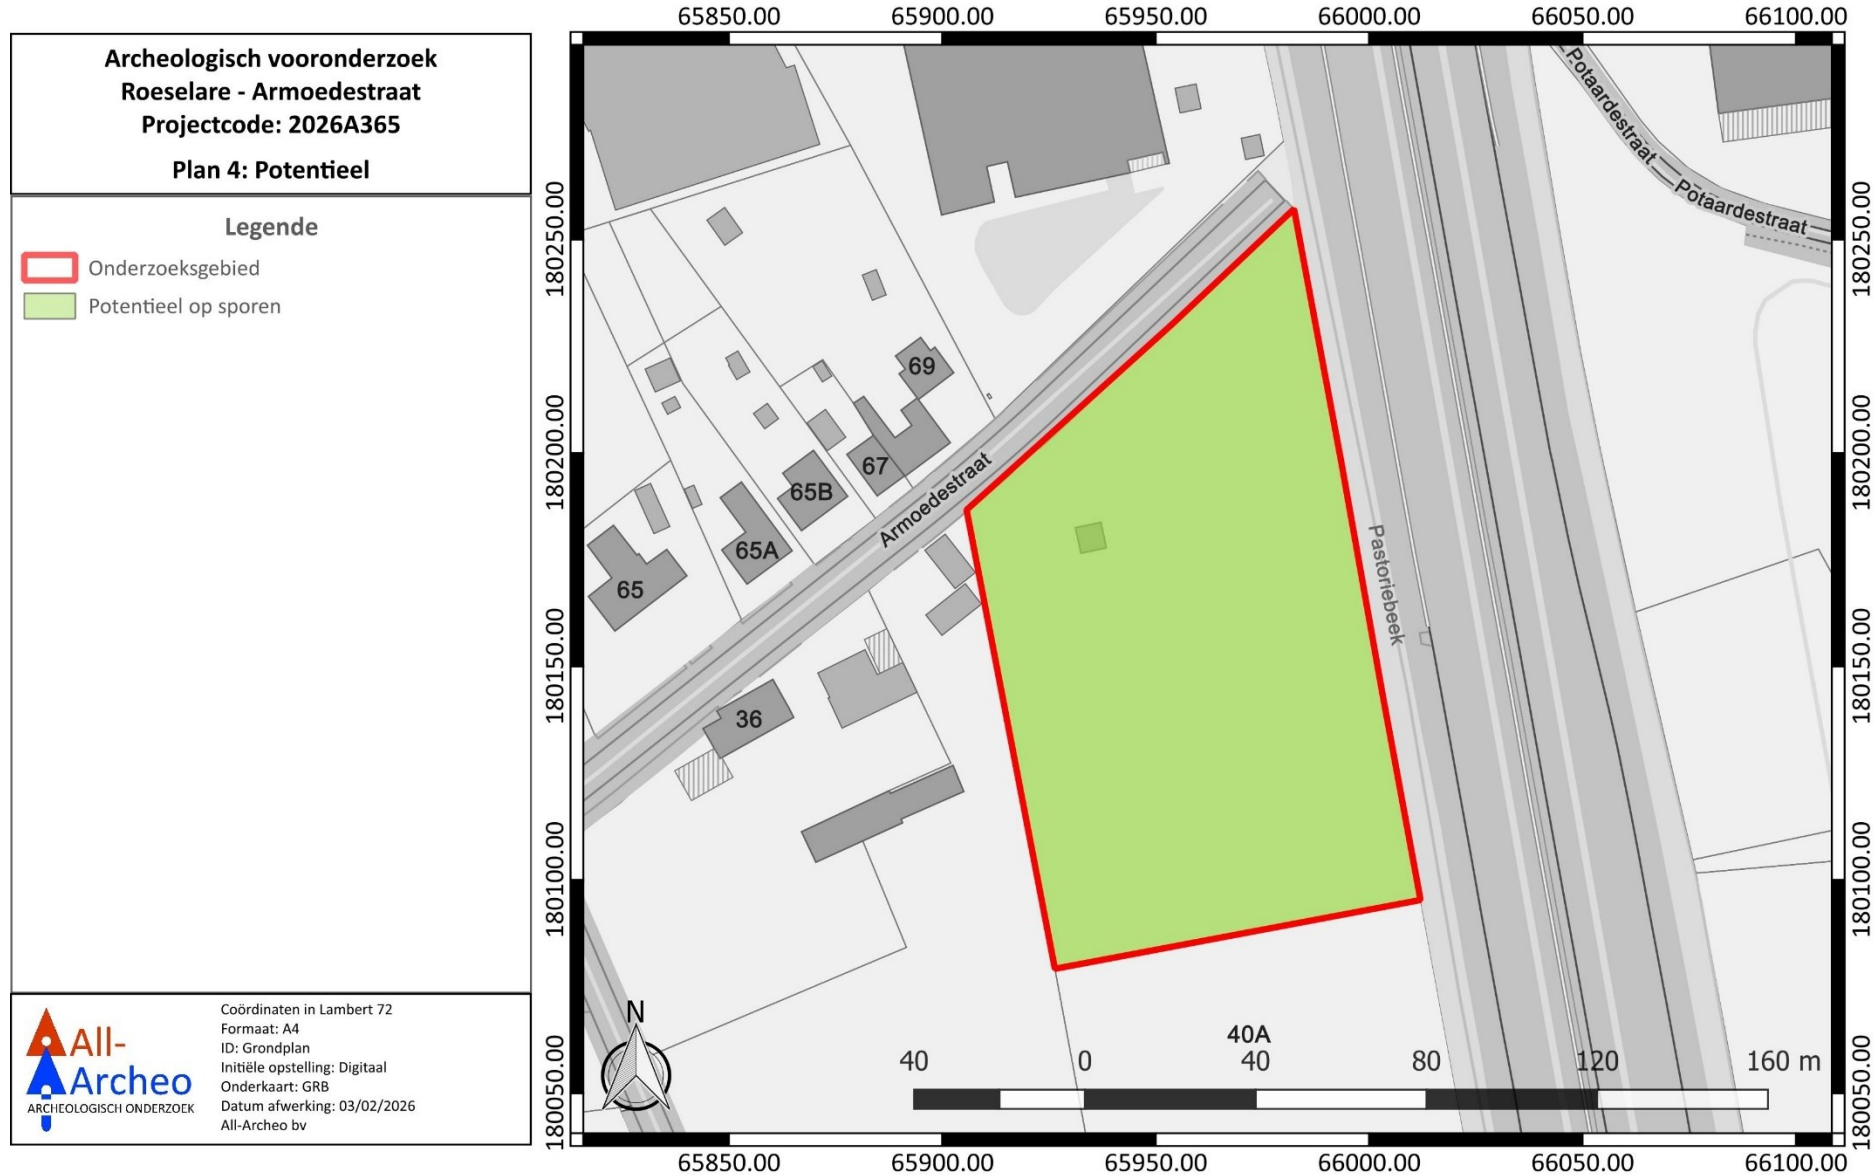 Archeologisch vooronderzoek
Roeselare - Armoedestraat
Projectcode: 2026A365
Plan 4: Potentieel
Legende
Onderzoeksgebied
Potentieel op sporen
All-
Archeo
ARCHEOLOGISCH ONDERZOEK
Coördinaten in Lambert 72
Formaat: A4
ID: Grondplan
Initiële opstelling: Digitaal
Onderkaart: GRB
Datum afwerking: 03/02/2026
All-Archeo bv
65850.00 65900.00 65950.00 66000.00 66050.00 66100.00
180250.00
180200.00
180150.00
180100.00
180050.00
Potaardestraat
Potaardestraat
69
67
65B
65A
65
Armoedestraat
36
Pastoriebeek
40A
N
40 0 40 80 120 160 m
180250.00
180200.00
180150.00
180100.00
180050.00
65850.00 65900.00 65950.00 66000.00 66050.00 66100.00